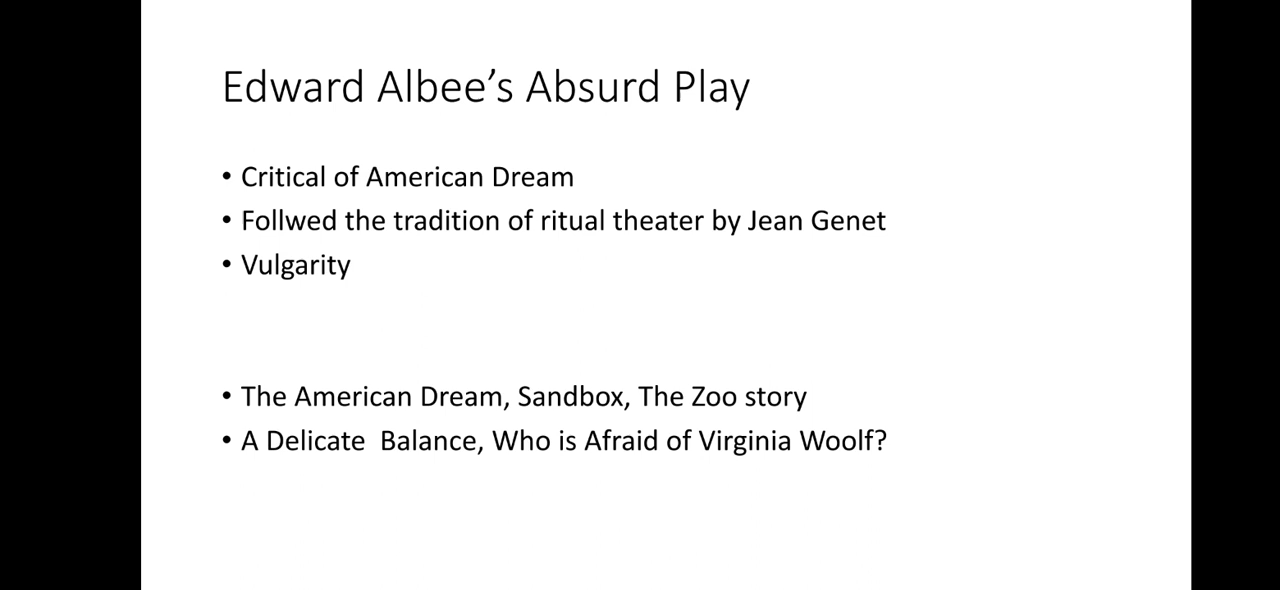 Edward Albee’s Absurd Play
• Critical of American Dream
• Follwed the tradition of ritual theater by Jean Genet
• Vulgarity
• The American Dream, Sandbox, The Zoo story
• A Delicate  Balance, Who is Afraid of Virginia Woolf?